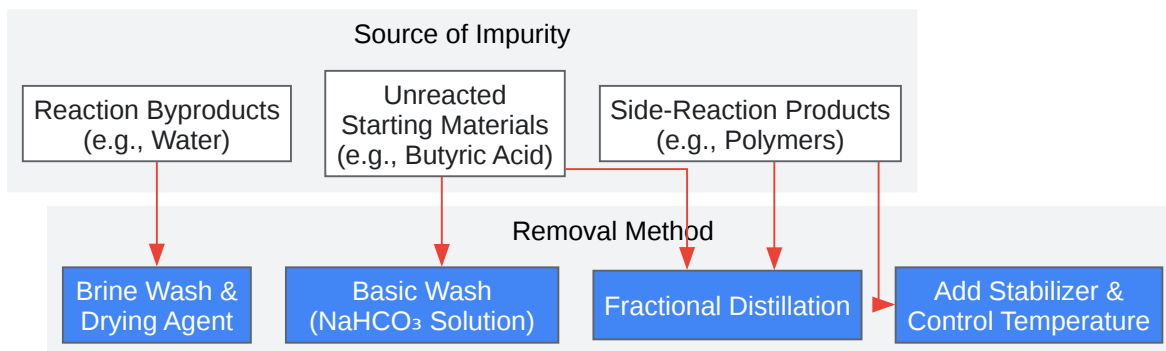 Source of Impurity
Reaction Byproducts
(e.g., Water)
Unreacted
Starting Materials
(e.g., Butyric Acid)
Side-Reaction Products
(e.g., Polymers)
Removal Method
Brine Wash &
Drying Agent
Basic Wash
(NaHCO₃ Solution)
Fractional Distillation
Add Stabilizer &
Control Temperature